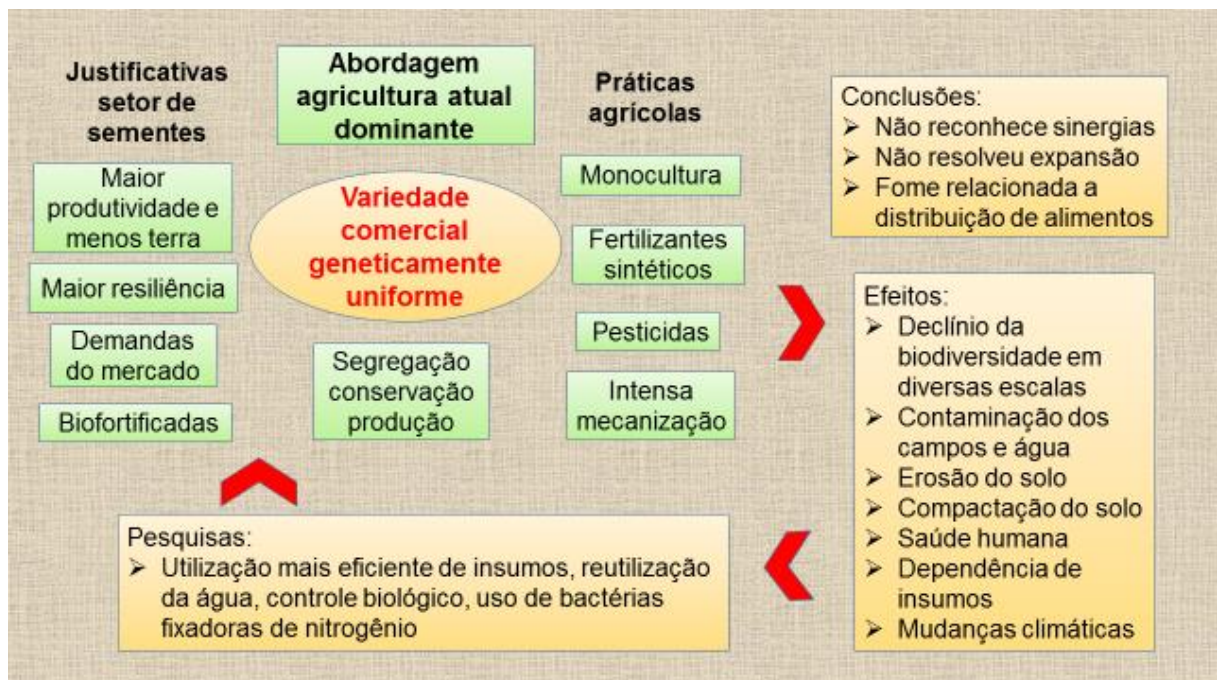 Justificativas
setor de
sementes
Maior
produtividade e
menos terra
Maior resiliência
Demandas
do mercado
Biofortificadas
Abordagem
agricultura atual
dominante
Variedade
comercial
geneticamente
uniforme
Segregação
conservação
produção
Práticas
agrícolas
Monocultura
Fertilizantes
sintéticos
Pesticidas
Intensa
mecanização
Conclusões:
➢ Não reconhece sinergias
➢ Não resolveu expansão
➢ Fome relacionada a
distribuição de alimentos
Efeitos:
➢ Declínio da
biodiversidade em
diversas escalas
➢ Contaminação dos
campos e água
➢ Erosão do solo
➢ Compactação do solo
➢ Saúde humana
➢ Dependência de
insumos
➢ Mudanças climáticas
Pesquisas:
➢ Utilização mais eficiente de insumos, reutilização
da água, controle biológico, uso de bactérias
fixadoras de nitrogênio